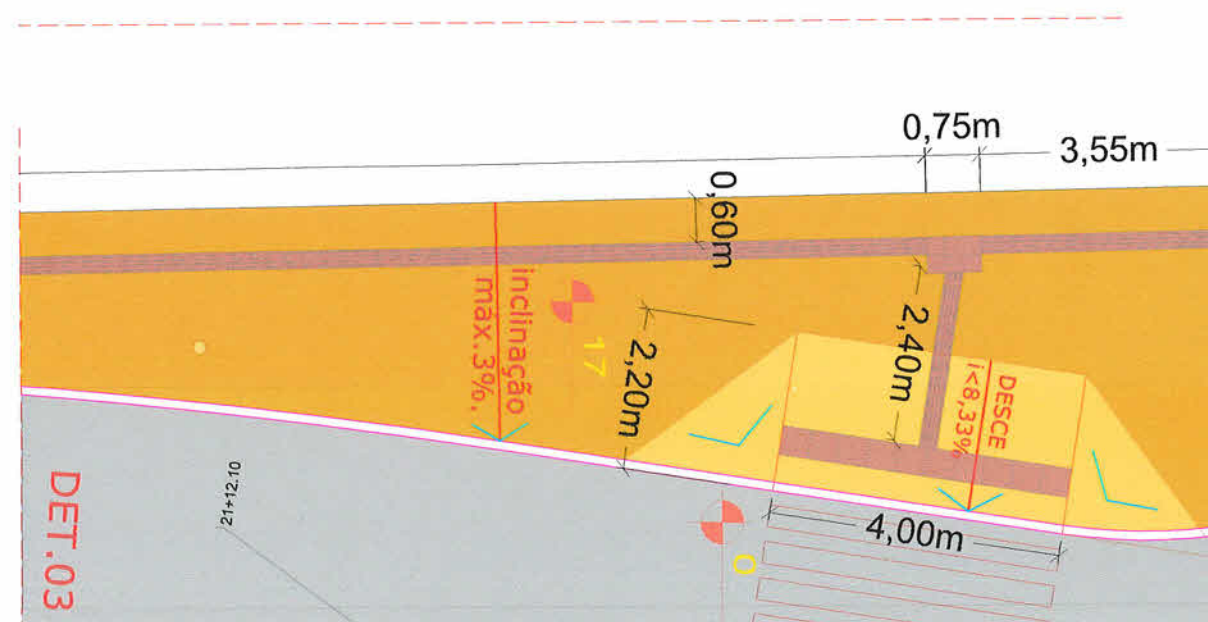 0,75m
3,55m
0,60m
inclinação
máx.3%.
17
2,20m
2,40m
DESCE
i<8,33%
4,00m
0
21+12.10
DET.03